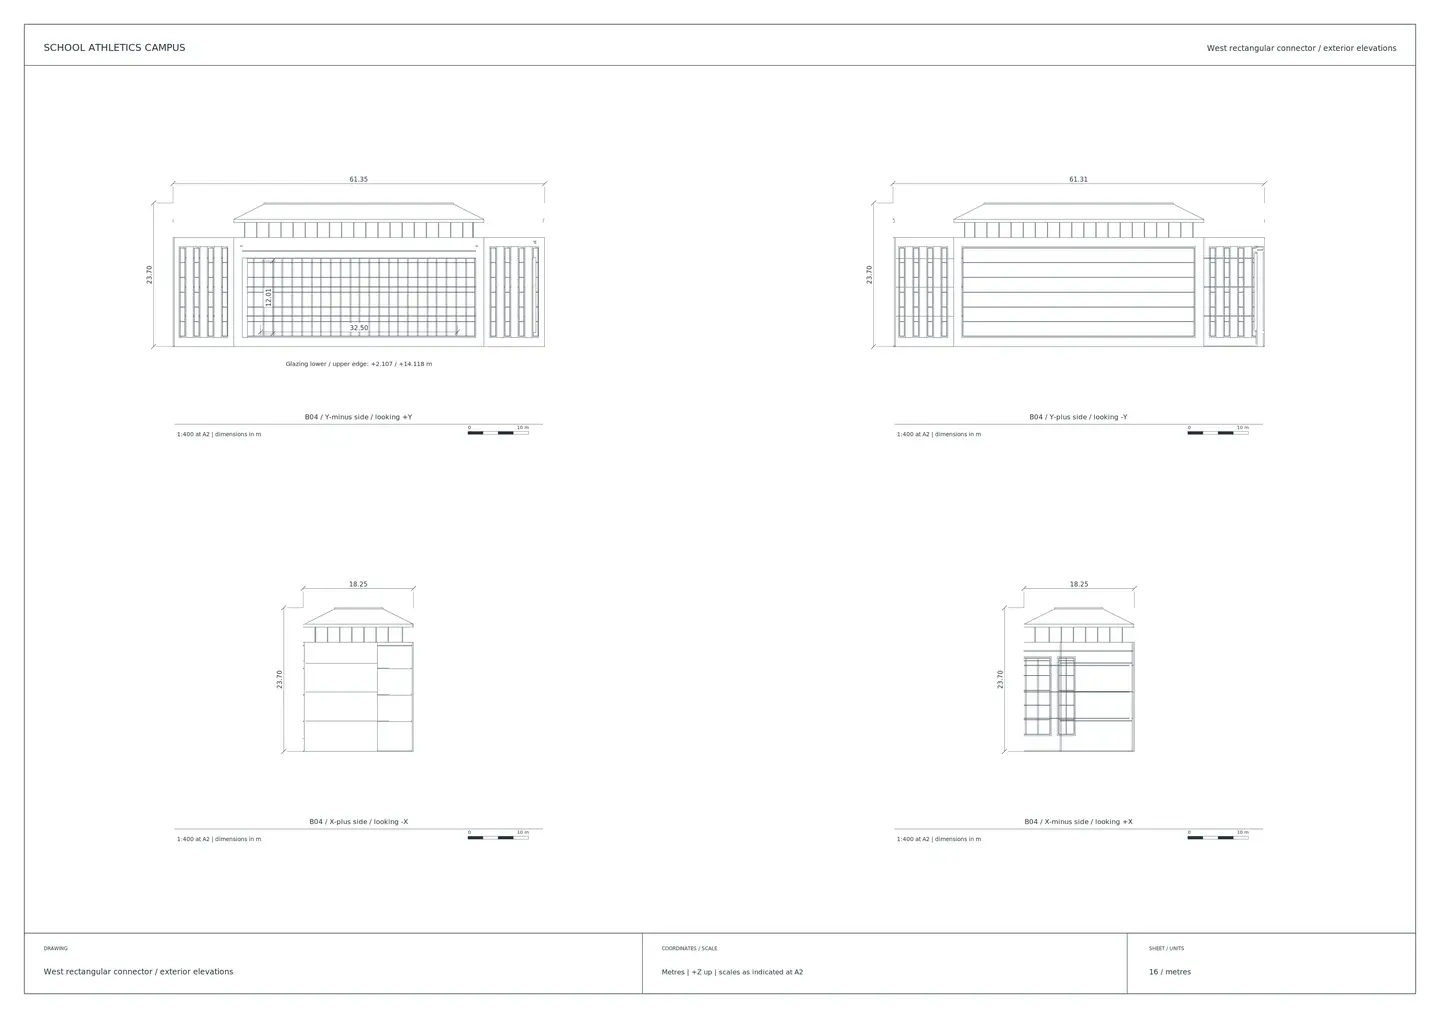 SCHOOL ATHLETICS CAMPUS
West rectangular connector / exterior elevations
61.35
23.70
12.01
32.50
Glazing lower / upper edge: +2.107 / +14.118 m
B04 / Y-minus side / looking +Y
1:400 at A2 | dimensions in m
0 10 m
61.31
23.70
B04 / Y-plus side / looking -Y
1:400 at A2 | dimensions in m
0 10 m
18.25
23.70
B04 / X-plus side / looking -X
1:400 at A2 | dimensions in m
0 10 m
18.25
23.70
B04 / X-minus side / looking +X
1:400 at A2 | dimensions in m
0 10 m
DRAWING
West rectangular connector / exterior elevations
COORDINATES / SCALE
Metres | +Z up | scales as indicated at A2
SHEET / UNITS
16 / metres